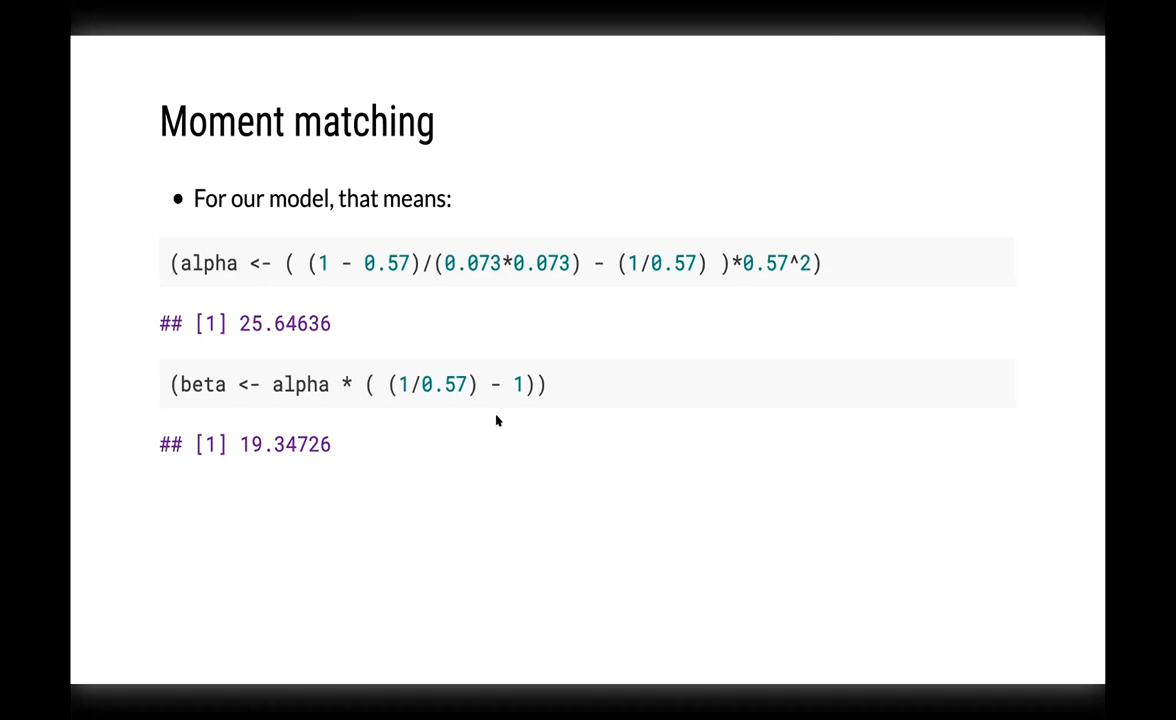 Moment matching
• For our model, that means:
(alpha <- ( (1 - 0.57)/(0.073*0.073) - (1/0.57) )*0.57^2)
## [1] 25.64636
(beta <- alpha * ( (1/0.57) - 1))
## [1] 19.34726